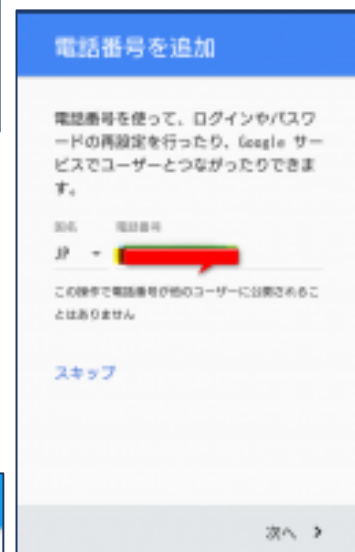 電話番号を追加
電話番号を使って、ログインやパスワ
ードの再設定を行ったり、Google サー
ビスでユーザーとつながったりできま
す。
国名 電話番号
JP
この操作で電話番号が他のユーザーに公開されるこ
とはありません
スキップ
次へ